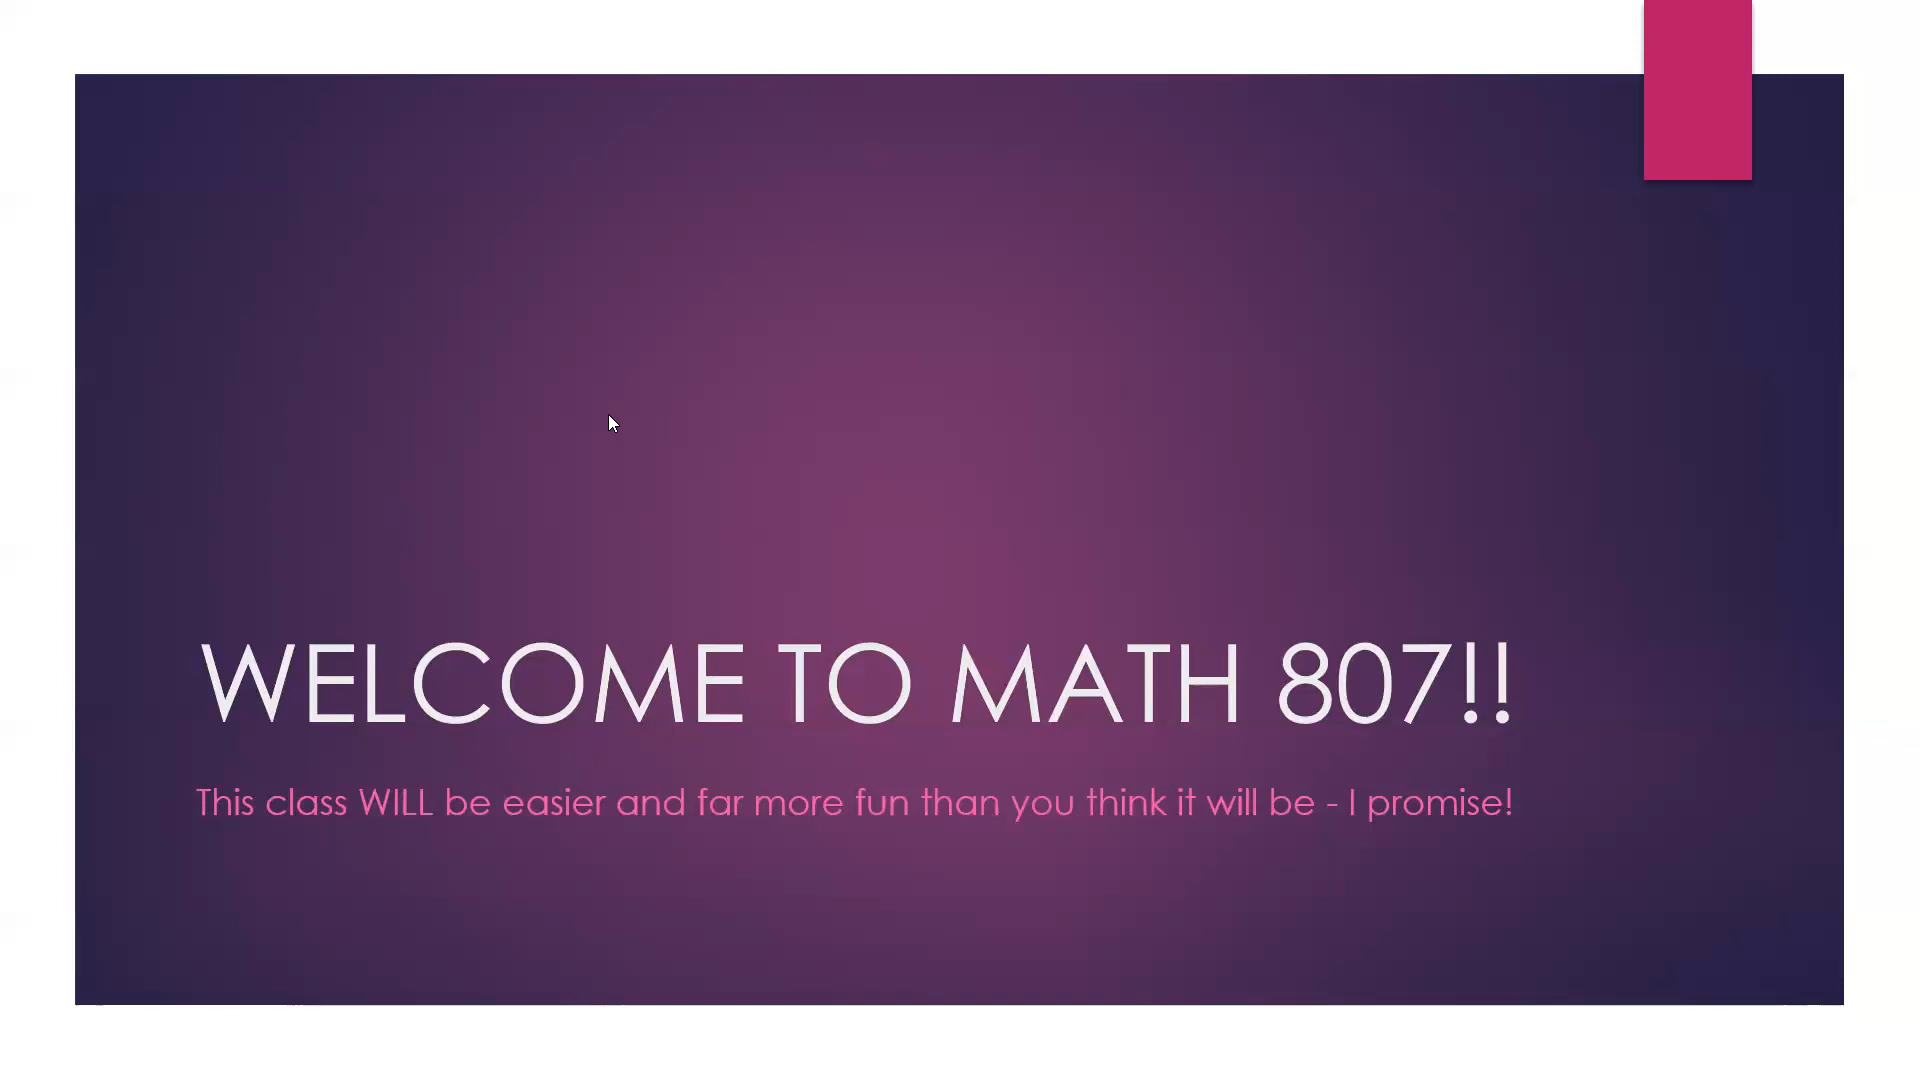 WELCOME TO MATH 807!!
This class WILL be easier and far more fun than you think it will be - I promise!